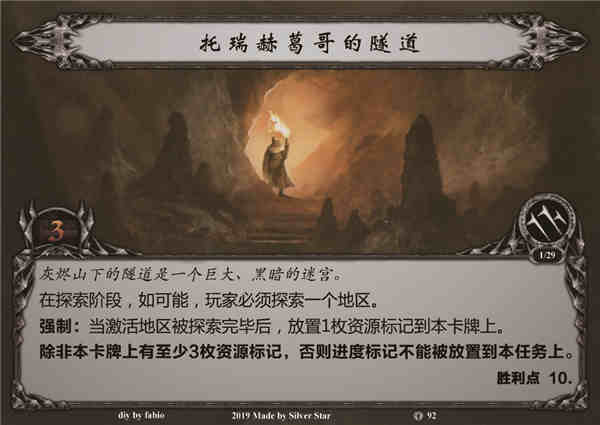 托瑞赫葛哥的隧道
3
1/29
灰烬山下的隧道是一个巨大、黑暗的迷宫。
在探索阶段，如可能，玩家必须探索一个地区。
强制：当激活地区被探索完毕后，放置1枚资源标记到本卡牌上。
除非本卡牌上有至少3枚资源标记，否则进度标记不能被放置到本任务上。
胜利点 10.
diy by fabio 2019 Made by Silver Star 92